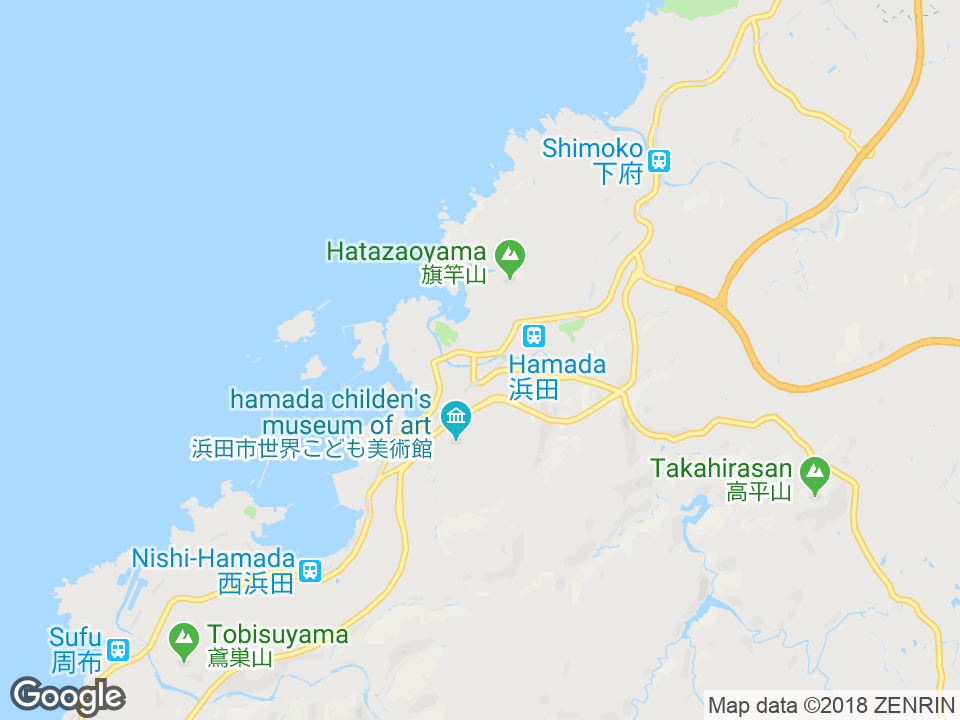 Shimoko
下府
Hatazaoyama
旗竿山
Hamada
浜田
hamada childen's
museum of art
浜田市世界こども美術館
Takahirasan
高平山
Nishi-Hamada
西浜田
Tobisuyama
鳶巣山
Sufu
周布
Google
Map data ©2018 ZENRIN